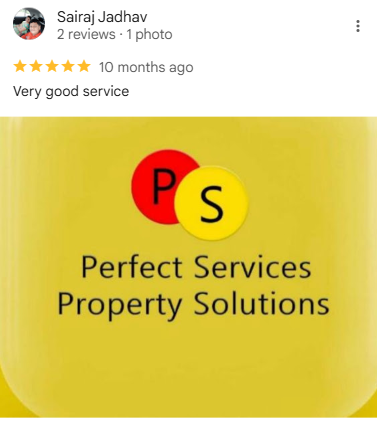 Sairaj Jadhav
2 reviews · 1 photo
10 months ago
Very good service
P S
Perfect Services
Property Solutions